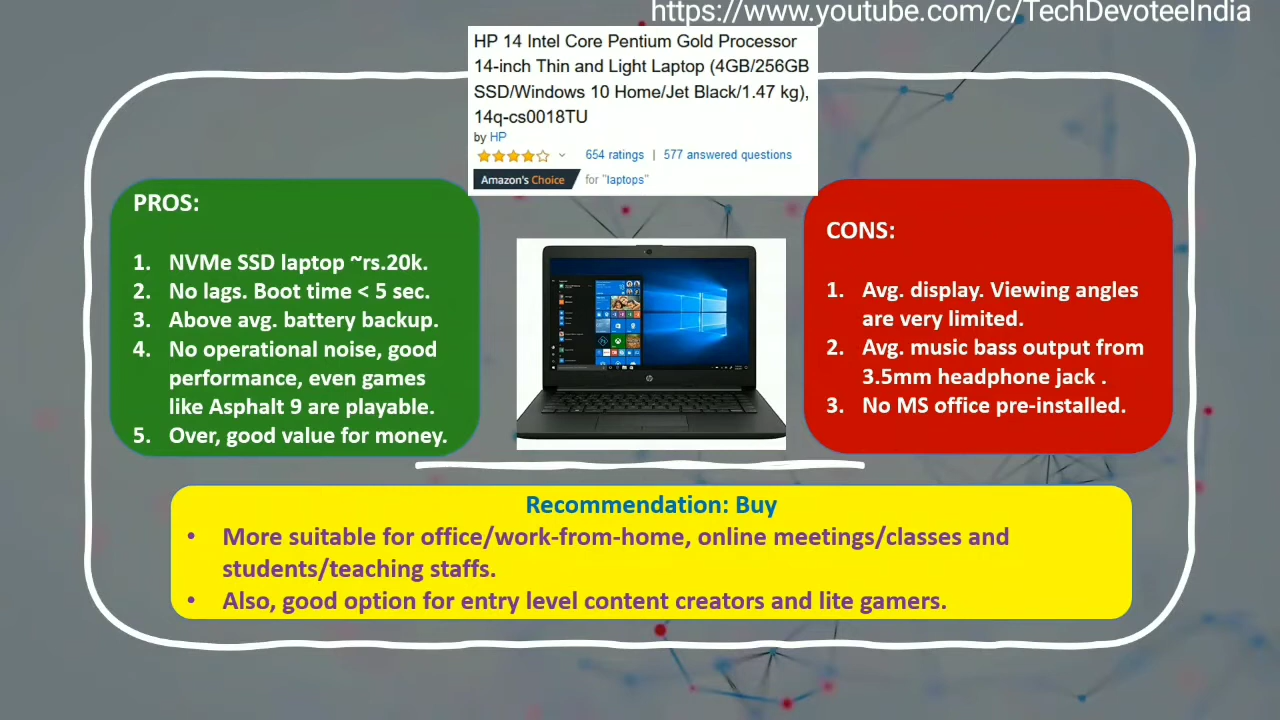 https://www.youtube.com/c/TechDevoteeIndia
HP 14 Intel Core Pentium Gold Processor
14-inch Thin and Light Laptop (4GB/256GB
SSD/Windows 10 Home/Jet Black/1.47 kg),
14q-cs0018TU
by HP
654 ratings | 577 answered questions
Amazon's Choice for "laptops"
PROS:
1. NVMe SSD laptop ~rs.20k.
2. No lags. Boot time < 5 sec.
3. Above avg. battery backup.
4. No operational noise, good
performance, even games
like Asphalt 9 are playable.
5. Over, good value for money.
CONS:
1. Avg. display. Viewing angles
are very limited.
2. Avg. music bass output from
3.5mm headphone jack .
3. No MS office pre-installed.
Recommendation: Buy
• More suitable for office/work-from-home, online meetings/classes and
students/teaching staffs.
• Also, good option for entry level content creators and lite gamers.